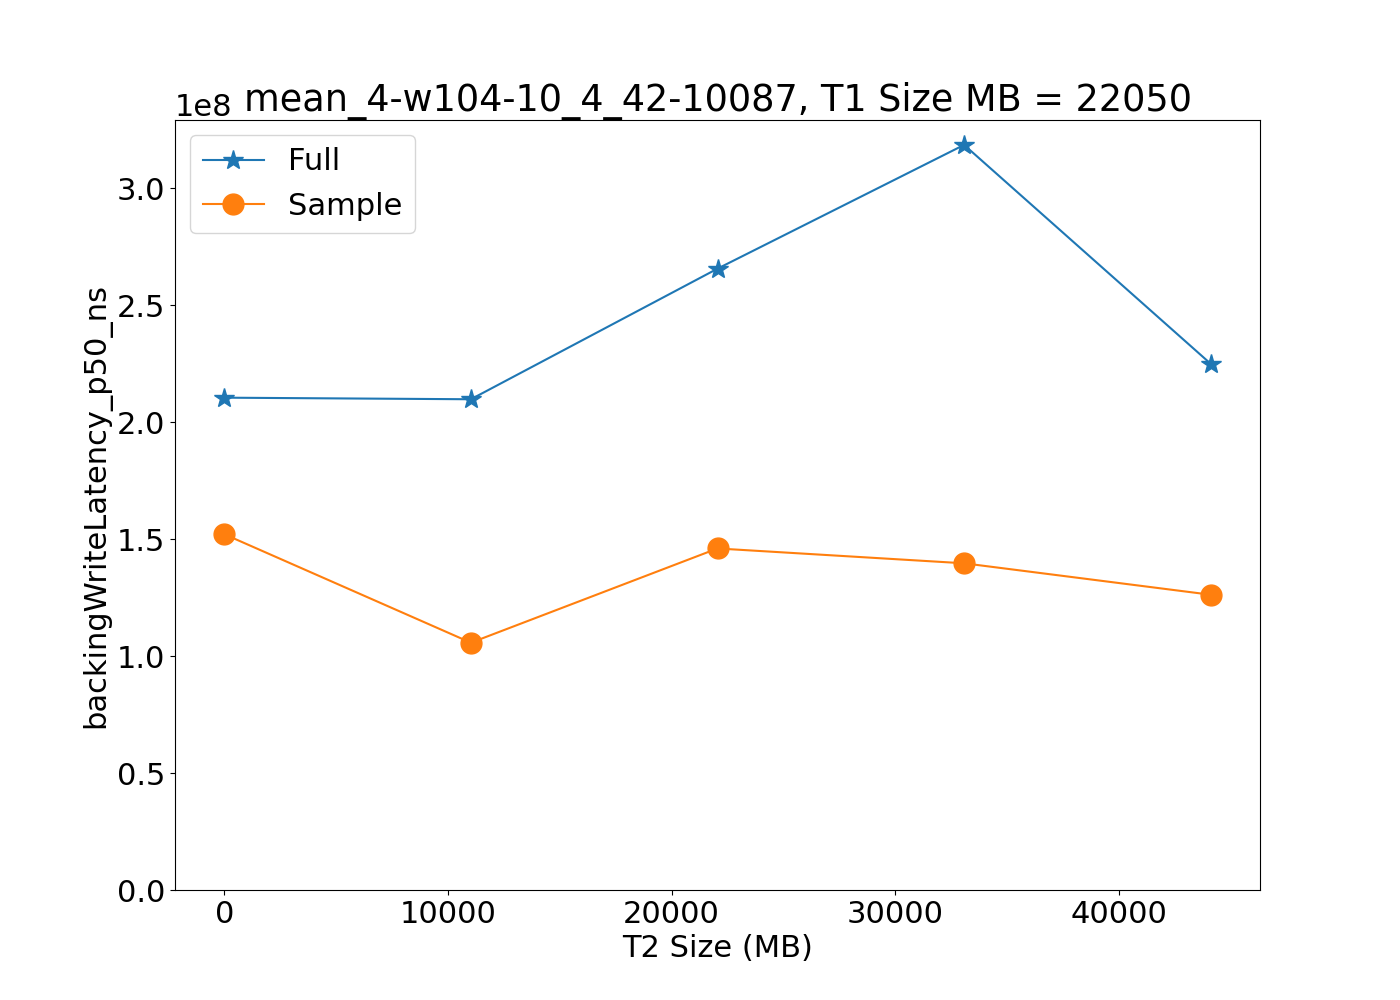 1e8
mean_4-w104-10_4_42-10087, T1 Size MB = 22050
Full
Sample
backingWriteLatency_p50_ns
3.0
2.5
2.0
1.5
1.0
0.5
0.0
0 10000 20000 30000 40000
T2 Size (MB)